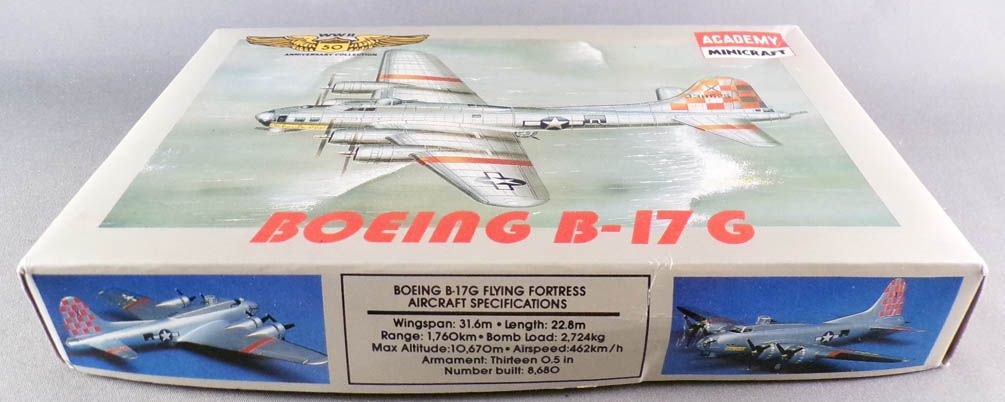 WWII
50
ANNIVERSARY COLLECTION
ACADEMY
MINICRAFT
BOEING B-17G
BOEING B-17G FLYING FORTRESS
AIRCRAFT SPECIFICATIONS
Wingspan: 31.6m • Length: 22.8m
Range: 1,760km • Bomb Load: 2,724kg
Max Altitude:10,670m • Airspeed:462km/h
Armament: Thirteen 0.5 in
Number built: 8,680